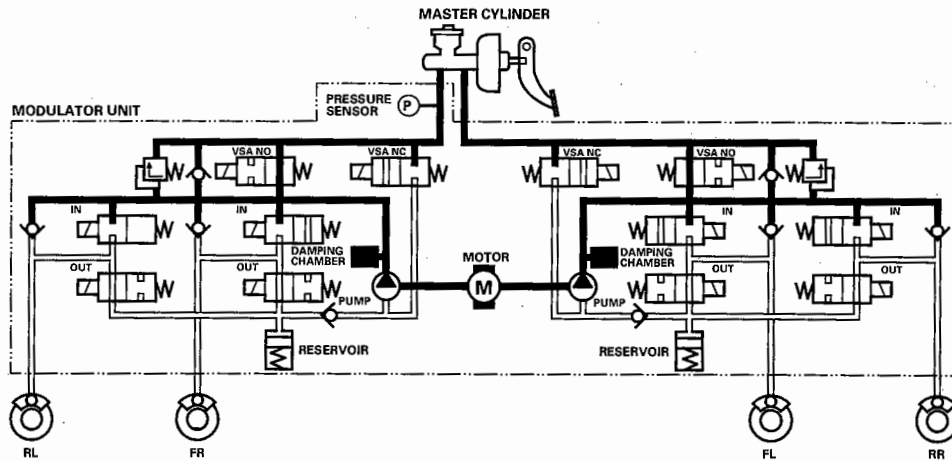 MASTER CYLINDER
PRESSURE
SENSOR
P
MODULATOR UNIT
VSA NO
VSA NC
VSA NC
VSA NO
IN
IN
IN
IN
DAMPING
CHAMBER
MOTOR
DAMPING
CHAMBER
OUT
OUT
OUT
OUT
PUMP
M
PUMP
RESERVOIR
RESERVOIR
RL
FR
FL
RR